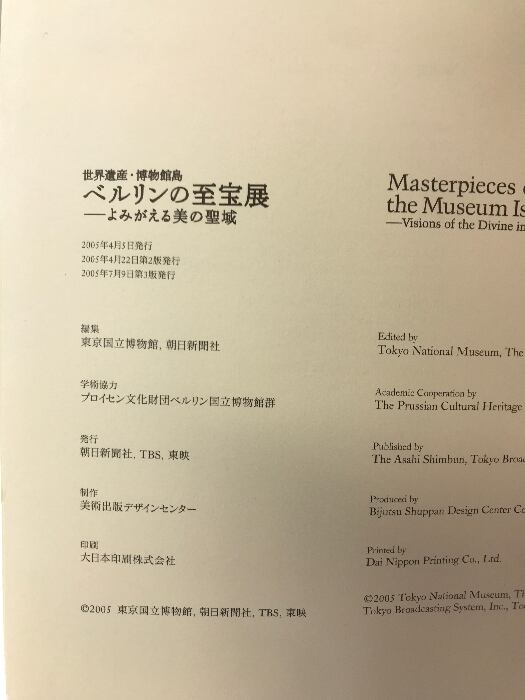 世界遺産・博物館島
ベルリンの至宝展
──よみがえる美の聖域
2005年4月5日発行
2005年4月22日第2版発行
2005年7月9日第3版発行
編集
東京国立博物館, 朝日新聞社
学術協力
プロイセン文化財団ベルリン国立博物館群
発行
朝日新聞社, TBS, 東映
制作
美術出版デザインセンター
印刷
大日本印刷株式会社
©2005 東京国立博物館, 朝日新聞社, TBS, 東映
Masterpieces
the Museum
—Visions of the Divine in
Edited by
Tokyo National Museum, The
Academic Cooperation by
The Prussian Cultural Heritage
Published by
The Asahi Shimbun, Tokyo
Produced by
Bijutsu Shuppan Design Center
Printed by
Dai Nippon Printing Co., Ltd.
©2005 Tokyo National Museum,
Tokyo Broadcasting System, Inc.,